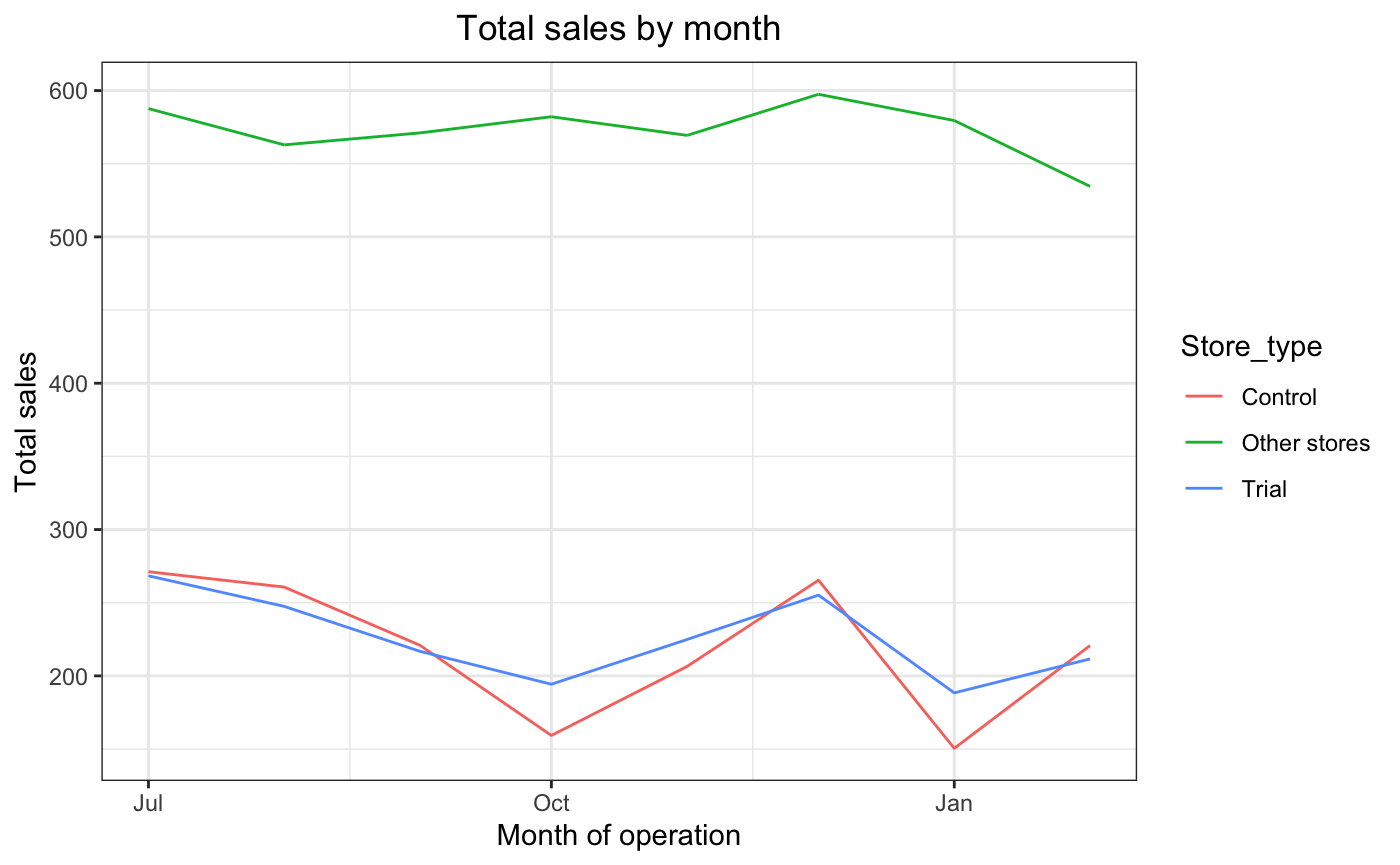 Total sales by month
600
500
400
300
200
Total sales
Jul
Oct
Jan
Month of operation
Store_type
Control
Other stores
Trial